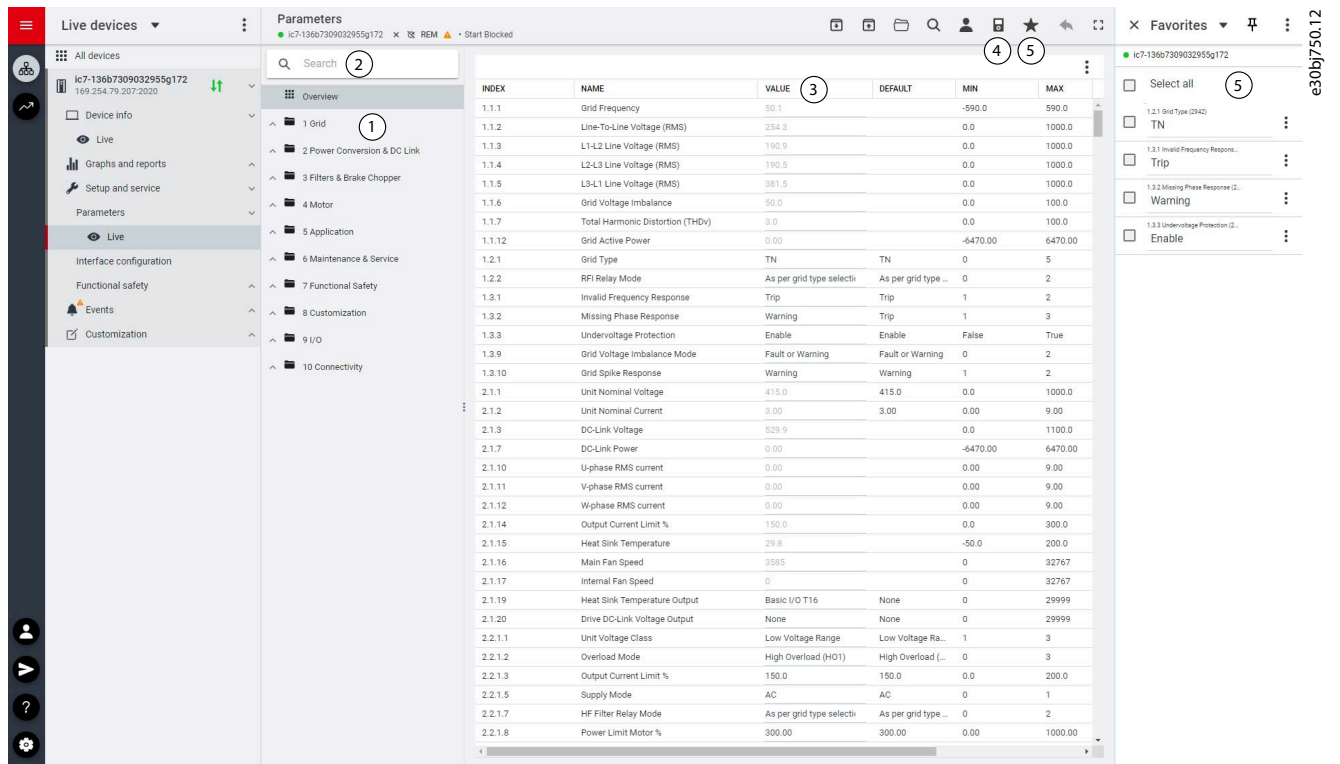 Live devices
All devices
ic7-136b7309032955g172
169.254.79.207:2020
Device info
Live
Graphs and reports
Setup and service
Parameters
Live
Interface configuration
Functional safety
Events
Customization
?
Parameters
ic7-136b7309032955g172 × REM • Start Blocked
4 5
Search 2
Overview
1 Grid 1
2 Power Conversion & DC Link
3 Filters & Brake Chopper
4 Motor
5 Application
6 Maintenance & Service
7 Functional Safety
8 Customization
9 I/O
10 Connectivity
INDEX NAME VALUE 3 DEFAULT MIN MAX
1.1.1 Grid Frequency 50.1 -590.0 590.0
1.1.2 Line-To-Line Voltage (RMS) 254.3 0.0 1000.0
1.1.3 L1-L2 Line Voltage (RMS) 190.9 0.0 1000.0
1.1.4 L2-L3 Line Voltage (RMS) 190.5 0.0 1000.0
1.1.5 L3-L1 Line Voltage (RMS) 381.5 0.0 1000.0
1.1.6 Grid Voltage Imbalance 50.0 0.0 100.0
1.1.7 Total Harmonic Distortion (THDv) 3.0 0.0 100.0
1.1.12 Grid Active Power 0.00 -6470.00 6470.00
1.2.1 Grid Type TN TN 0 5
1.2.2 RFI Relay Mode As per grid type selecti As per grid type ... 0 2
1.3.1 Invalid Frequency Response Trip Trip 1 2
1.3.2 Missing Phase Response Warning Trip 1 3
1.3.3 Undervoltage Protection Enable Enable False True
1.3.9 Grid Voltage Imbalance Mode Fault or Warning Fault or Warning 0 2
1.3.10 Grid Spike Response Warning Warning 1 2
2.1.1 Unit Nominal Voltage 415.0 415.0 0.0 1000.0
2.1.2 Unit Nominal Current 3.00 3.00 0.00 9.00
2.1.3 DC-Link Voltage 529.9 0.0 1100.0
2.1.7 DC-Link Power 0.00 -6470.00 6470.00
2.1.10 U-phase RMS current 0.00 0.00 9.00
2.1.11 V-phase RMS current 0.00 0.00 9.00
2.1.12 W-phase RMS current 0.00 0.00 9.00
2.1.14 Output Current Limit % 150.0 0.0 300.0
2.1.15 Heat Sink Temperature 29.8 -50.0 200.0
2.1.16 Main Fan Speed 3585 0 32767
2.1.17 Internal Fan Speed 0 0 32767
2.1.19 Heat Sink Temperature Output Basic I/O T16 None 0 29999
2.1.20 Drive DC-Link Voltage Output None None 0 29999
2.2.1.1 Unit Voltage Class Low Voltage Range Low Voltage Ra... 1 3
2.2.1.2 Overload Mode High Overload (HO1) High Overload (... 0 3
2.2.1.3 Output Current Limit % 150.0 150.0 0.0 200.0
2.2.1.5 Supply Mode AC AC 0 1
2.2.1.7 HF Filter Relay Mode As per grid type selecti As per grid type ... 0 2
2.2.1.8 Power Limit Motor % 300.00 300.00 0.00 1000.00
× Favorites
ic7-136b7309032955g172
Select all 5
1.2.1 Grid Type (2942)
TN
1.3.1 Invalid Frequency Respons...
Trip
1.3.2 Missing Phase Response (2...
Warning
1.3.3 Undervoltage Protection (2...
Enable
e30bj750.12